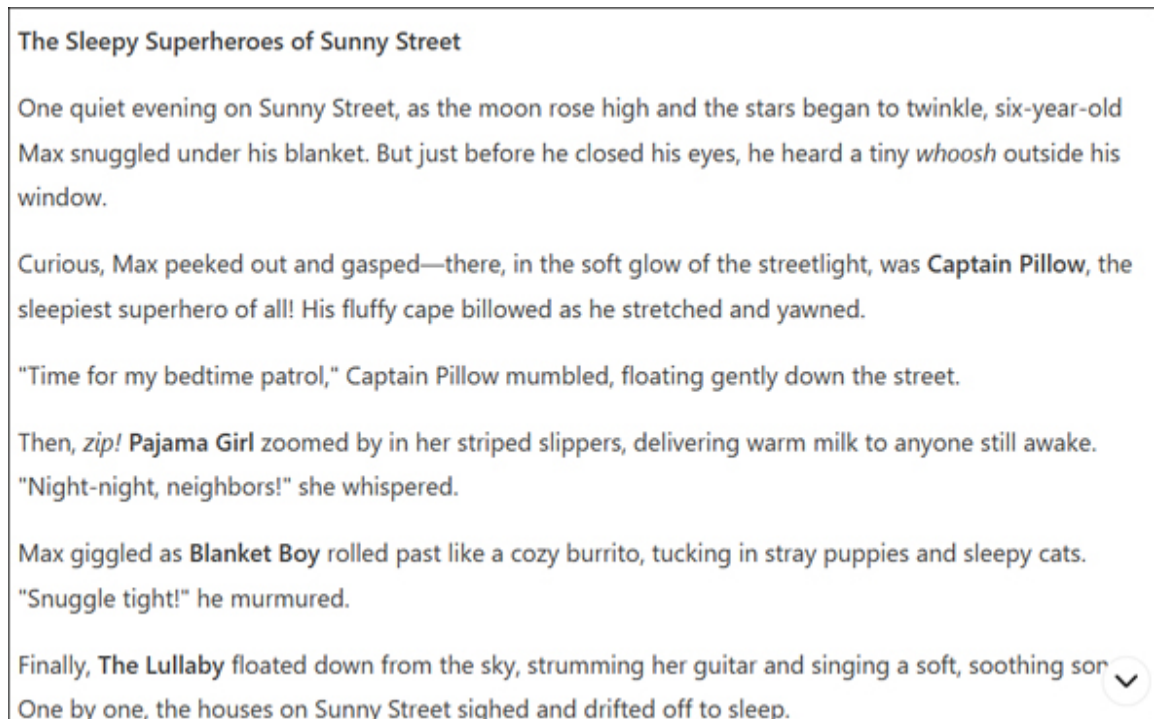 The Sleepy Superheroes of Sunny Street
One quiet evening on Sunny Street, as the moon rose high and the stars began to twinkle, six-year-old
Max snuggled under his blanket. But just before he closed his eyes, he heard a tiny whoosh outside his
window.
Curious, Max peeked out and gasped—there, in the soft glow of the streetlight, was Captain Pillow, the
sleepiest superhero of all! His fluffy cape billowed as he stretched and yawned.
"Time for my bedtime patrol," Captain Pillow mumbled, floating gently down the street.
Then, zip! Pajama Girl zoomed by in her striped slippers, delivering warm milk to anyone still awake.
"Night-night, neighbors!" she whispered.
Max giggled as Blanket Boy rolled past like a cozy burrito, tucking in stray puppies and sleepy cats.
"Snuggle tight!" he murmured.
Finally, The Lullaby floated down from the sky, strumming her guitar and singing a soft, soothing
One by one, the houses on Sunny Street sighed and drifted off to sleep.